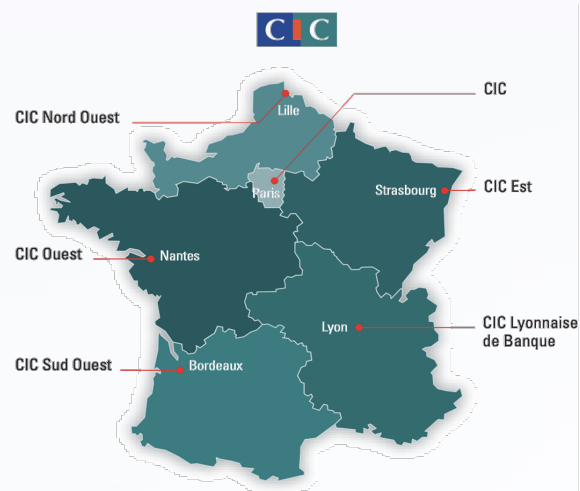 CIC
CIC
Lille
CIC Nord Ouest
Paris
Strasbourg
CIC Est
CIC Ouest
Nantes
Lyon
CIC Lyonnaise
de Banque
CIC Sud Ouest
Bordeaux